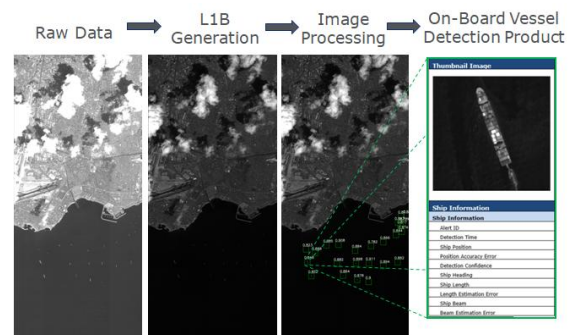 Raw Data
L1B
Generation
Image
Processing
On-Board Vessel
Detection Product
Thumbnail Image
Ship Information
Ship Information
Alert ID
Detection Time
Ship Position
Position Accuracy Error
Detection Confidence
Ship Heading
Ship Length
Length Estimation Error
Ship Beam
Beam Estimation Error